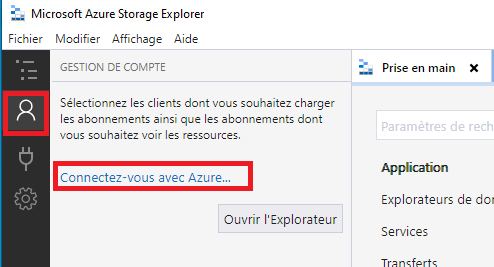 Microsoft Azure Storage Explorer
Fichier Modifier Affichage Aide
GESTION DE COMPTE
Sélectionnez les clients dont vous souhaitez charger
les abonnements ainsi que les abonnements dont
vous souhaitez voir les ressources.
Connectez-vous avec Azure...
Ouvrir l'Explorateur
Prise en main
Paramètres de rech
Application
Explorateurs de do
Services
Transferts